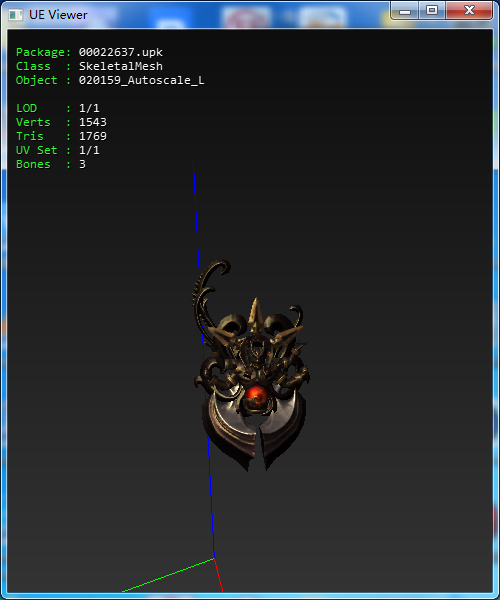 UE Viewer
Package: 00022637.upk
Class : SkeletalMesh
Object : 020159_Autoscale_L
LOD : 1/1
Verts : 1543
Tris : 1769
UV Set : 1/1
Bones : 3